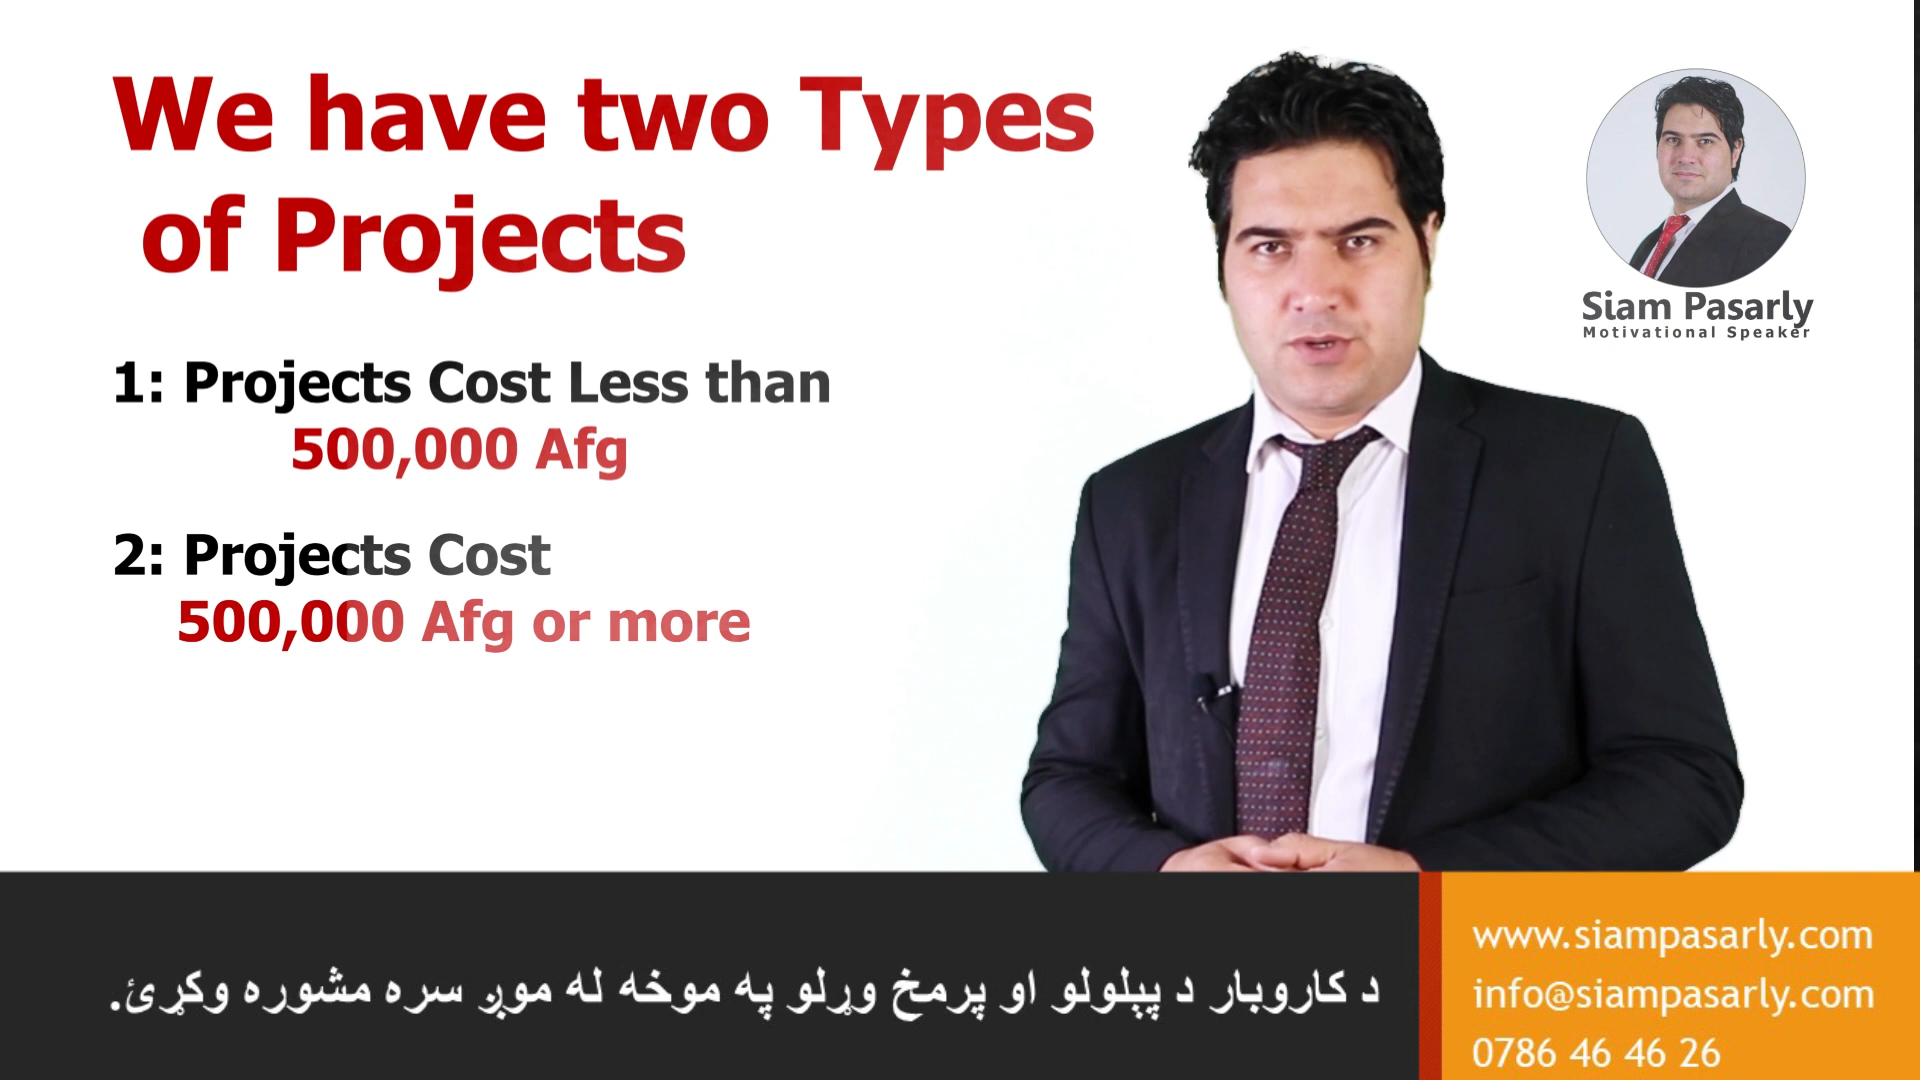 We have two Types
of Projects
1: Projects Cost Less than
500,000 Afg
2: Projects Cost
500,000 Afg or more
Siam Pasarly
Motivational Speaker
د کاروبار د پېلولو او پرمخ وړلو په موخه له موږ سره مشوره وکړئ.
www.siampasarly.com
info@siampasarly.com
0786 46 46 26